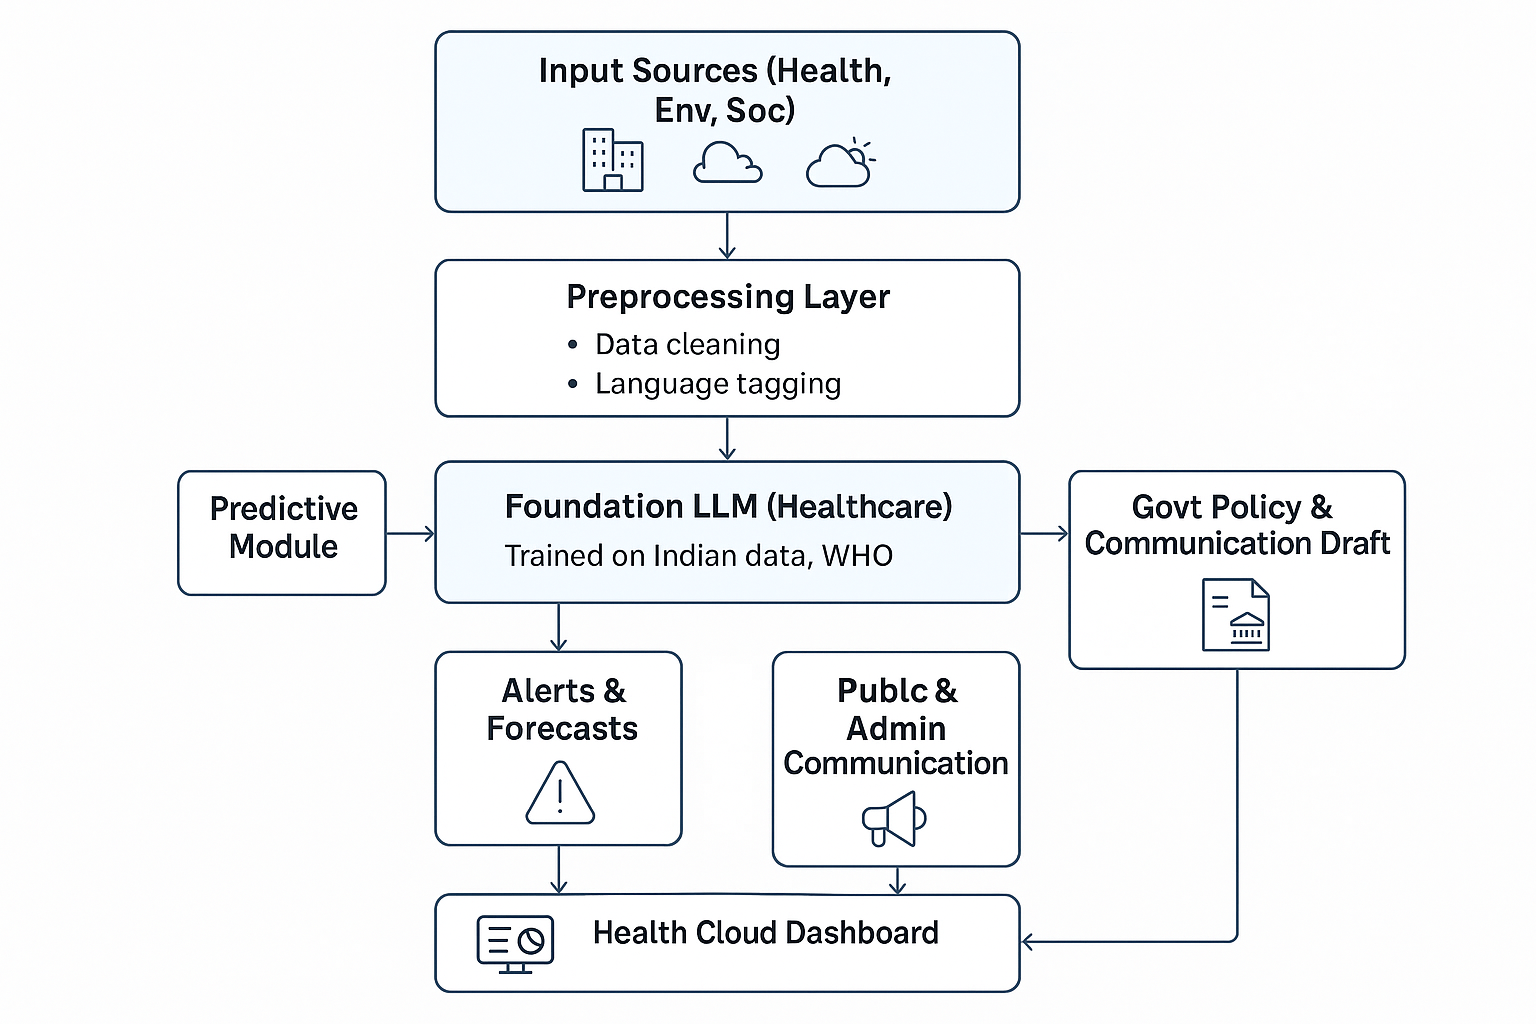 Input Sources (Health,
Env, Soc)
Preprocessing Layer
• Data cleaning
• Language tagging
Predictive
Module
Foundation LLM (Healthcare)
Trained on Indian data, WHO
Govt Policy &
Communication Draft
Alerts &
Forecasts
Publc &
Admin
Communication
Health Cloud Dashboard